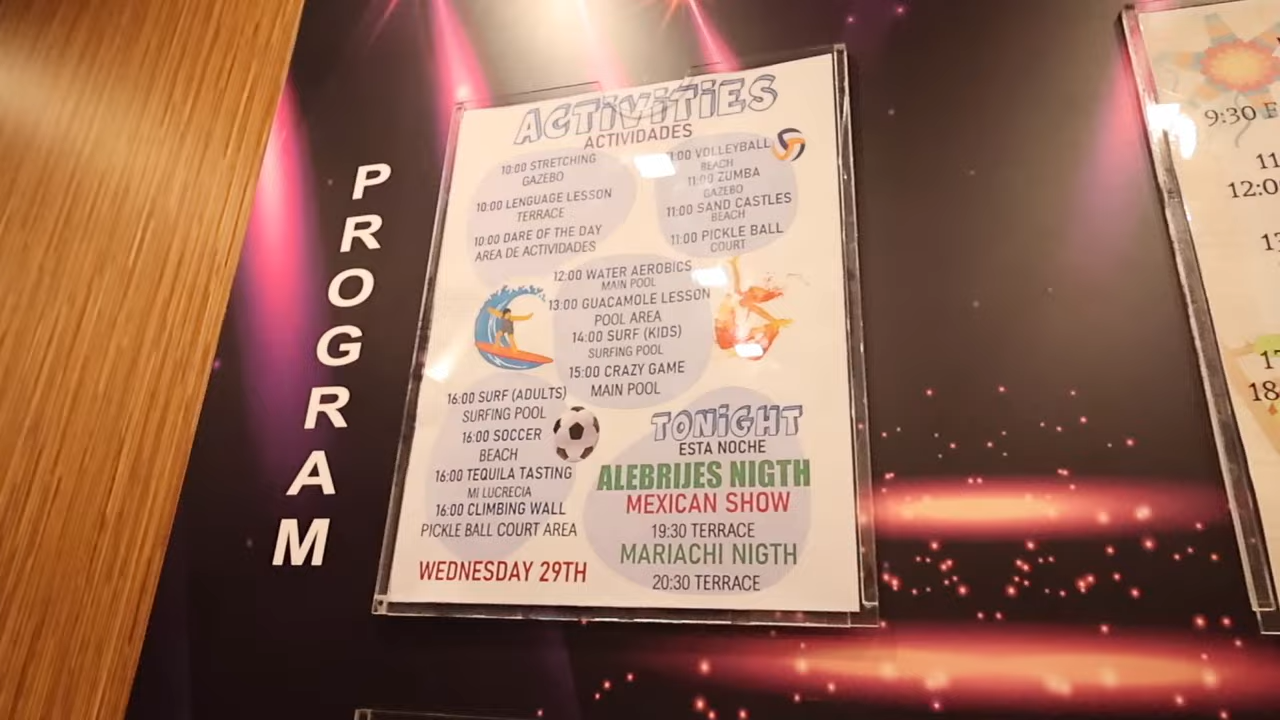 PROGRAM
ACTIVITIES
ACTIVIDADES
10:00 STRETCHING
GAZEBO
10:00 LENGUAGE LESSON
TERRACE
10:00 DARE OF THE DAY
AREA DE ACTIVIDADES
11:00 VOLLEYBALL
BEACH
11:00 ZUMBA
GAZEBO
11:00 SAND CASTLES
BEACH
11:00 PICKLE BALL
COURT
12:00 WATER AEROBICS
MAIN POOL
13:00 GUACAMOLE LESSON
POOL AREA
14:00 SURF (KIDS)
SURFING POOL
15:00 CRAZY GAME
MAIN POOL
16:00 SURF (ADULTS)
SURFING POOL
16:00 SOCCER
BEACH
16:00 TEQUILA TASTING
MI LUCRECIA
16:00 CLIMBING WALL
PICKLE BALL COURT AREA
WEDNESDAY 29TH
TONIGHT
ESTA NOCHE
ALEBRIJES NIGTH
MEXICAN SHOW
19:30 TERRACE
MARIACHI NIGTH
20:30 TERRACE
9:30